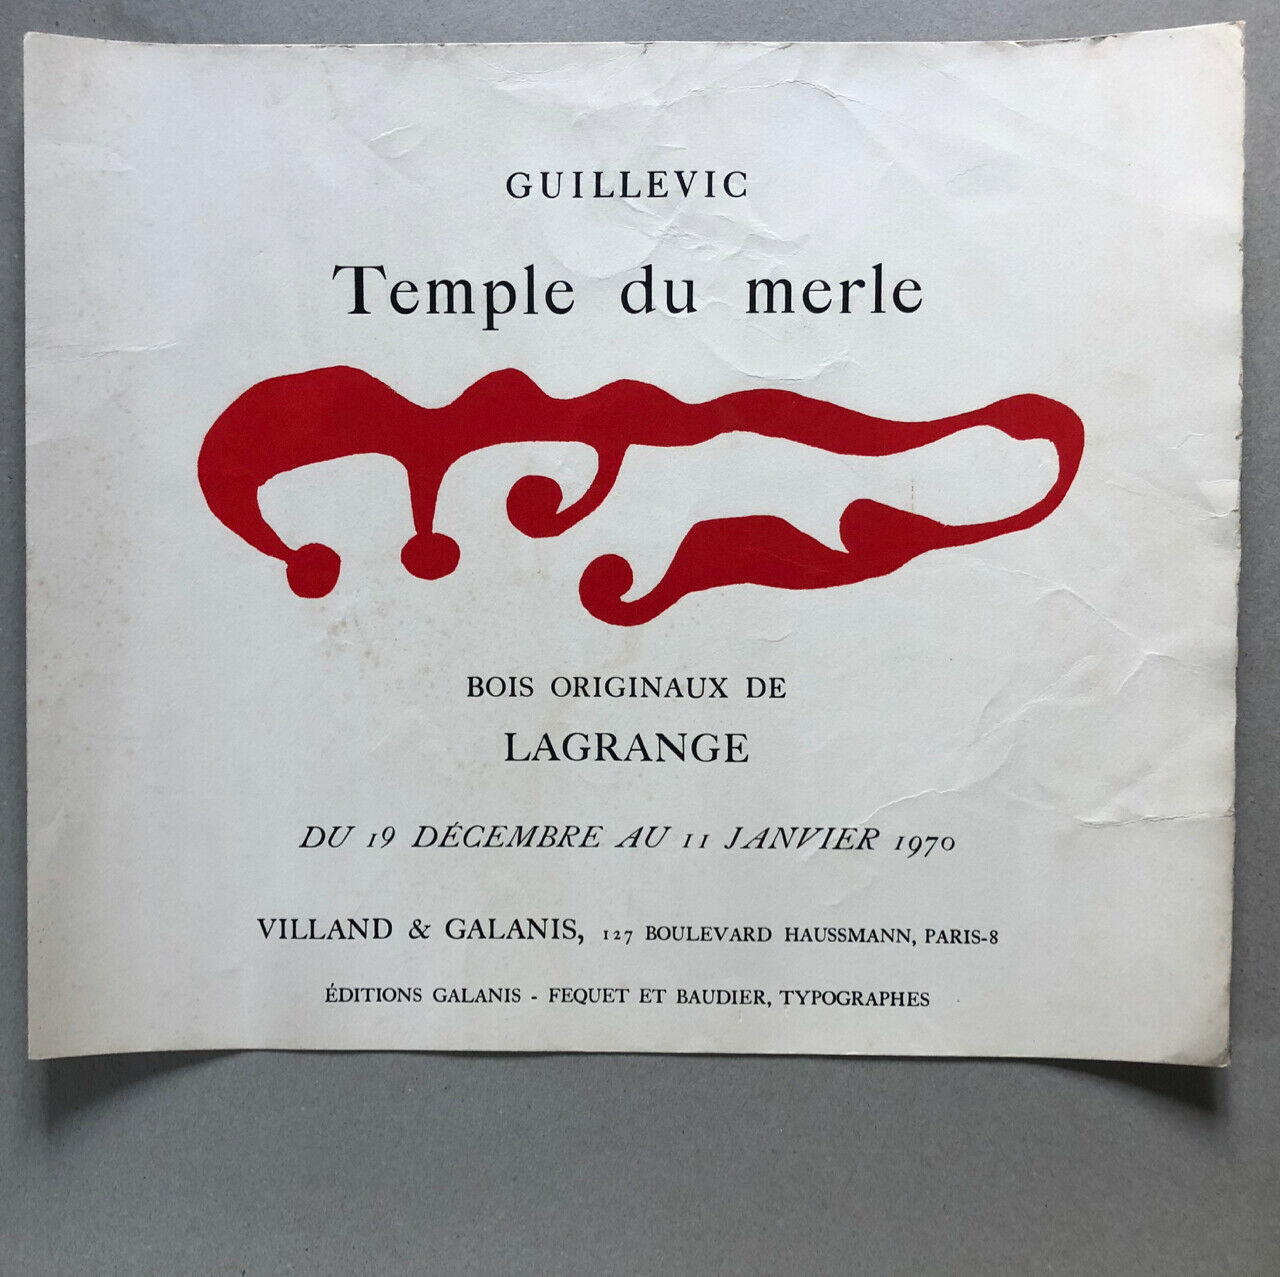 GUILLEVIC
Temple du merle
BOIS ORIGINAUX DE
LAGRANGE
DU 19 DÉCEMBRE AU 11 JANVIER 1970
VILLAND & GALANIS, 127 BOULEVARD HAUSSMANN, PARIS-8
ÉDITIONS GALANIS - FEQUET ET BAUDIER, TYPOGRAPHES